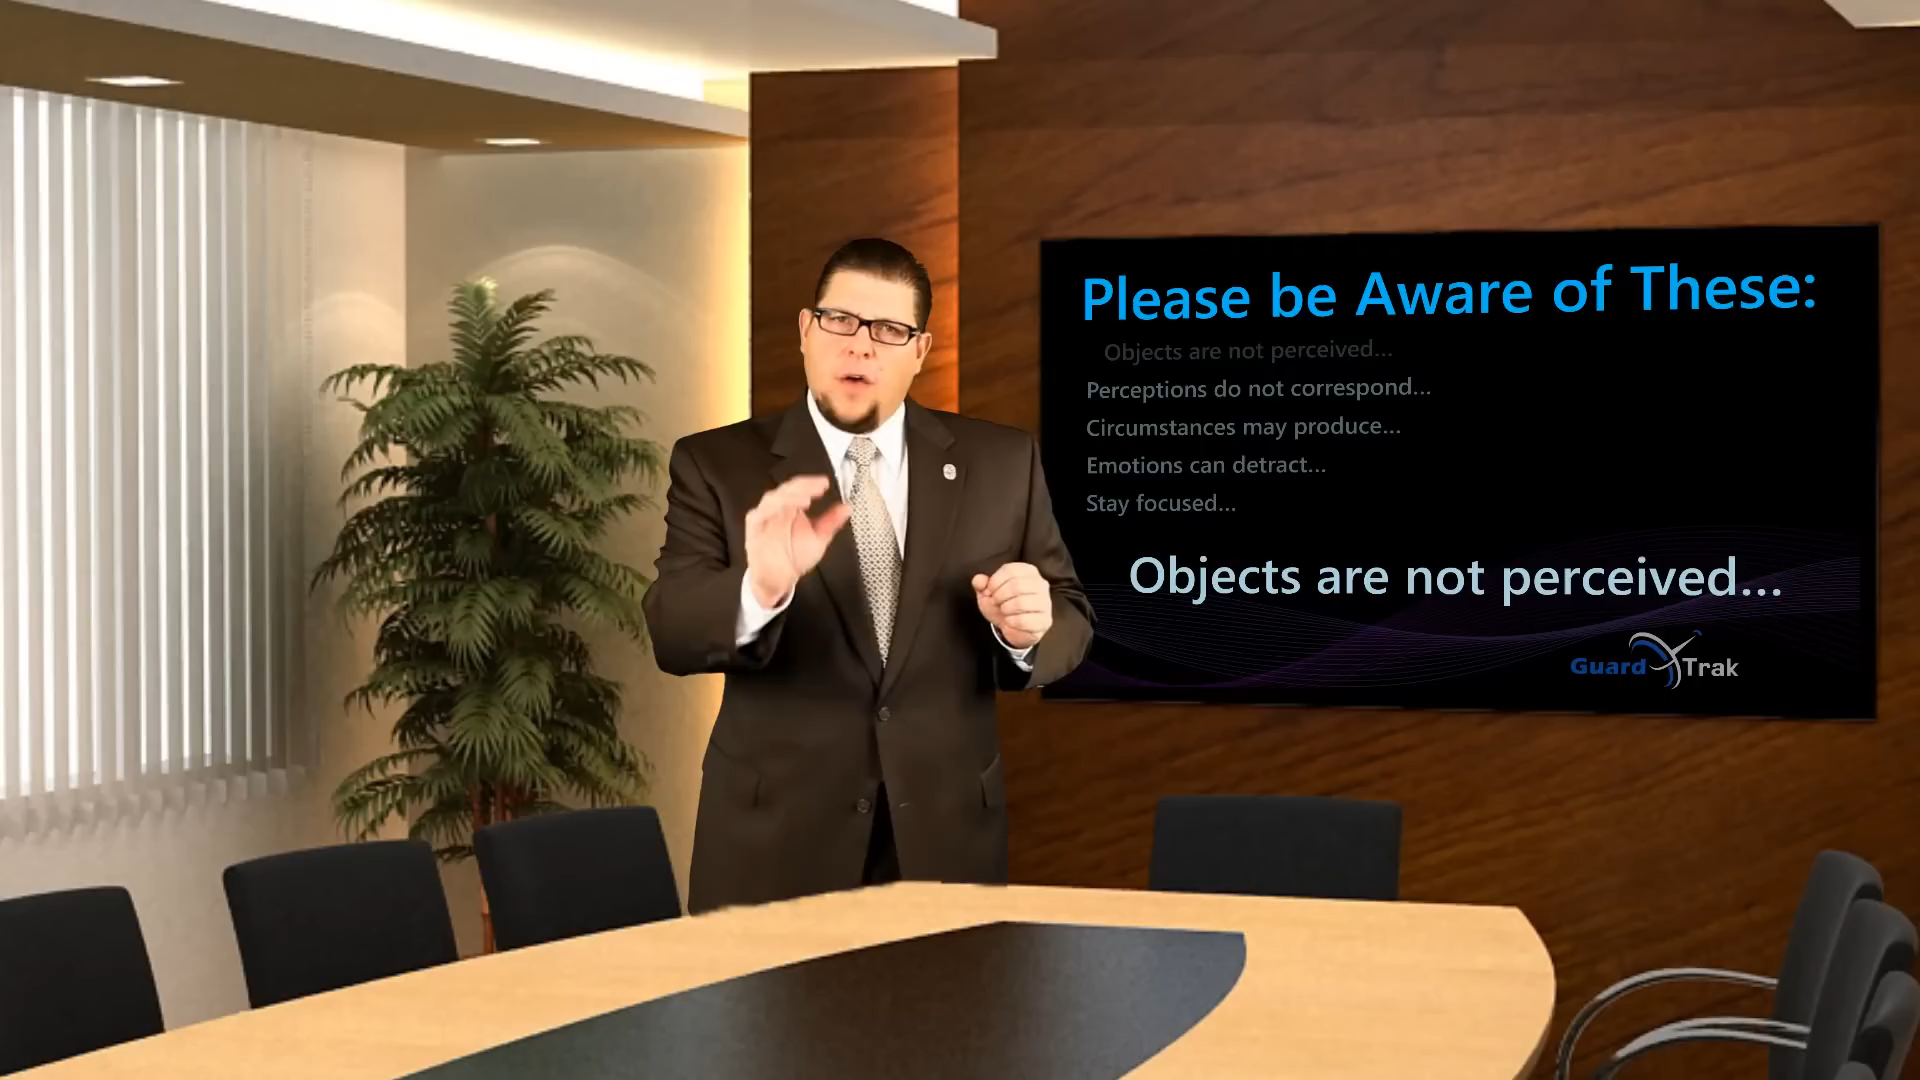 Please be Aware of These:
Objects are not perceived...
Perceptions do not correspond...
Circumstances may produce...
Emotions can detract...
Stay focused...
Objects are not perceived...
Guard Trak